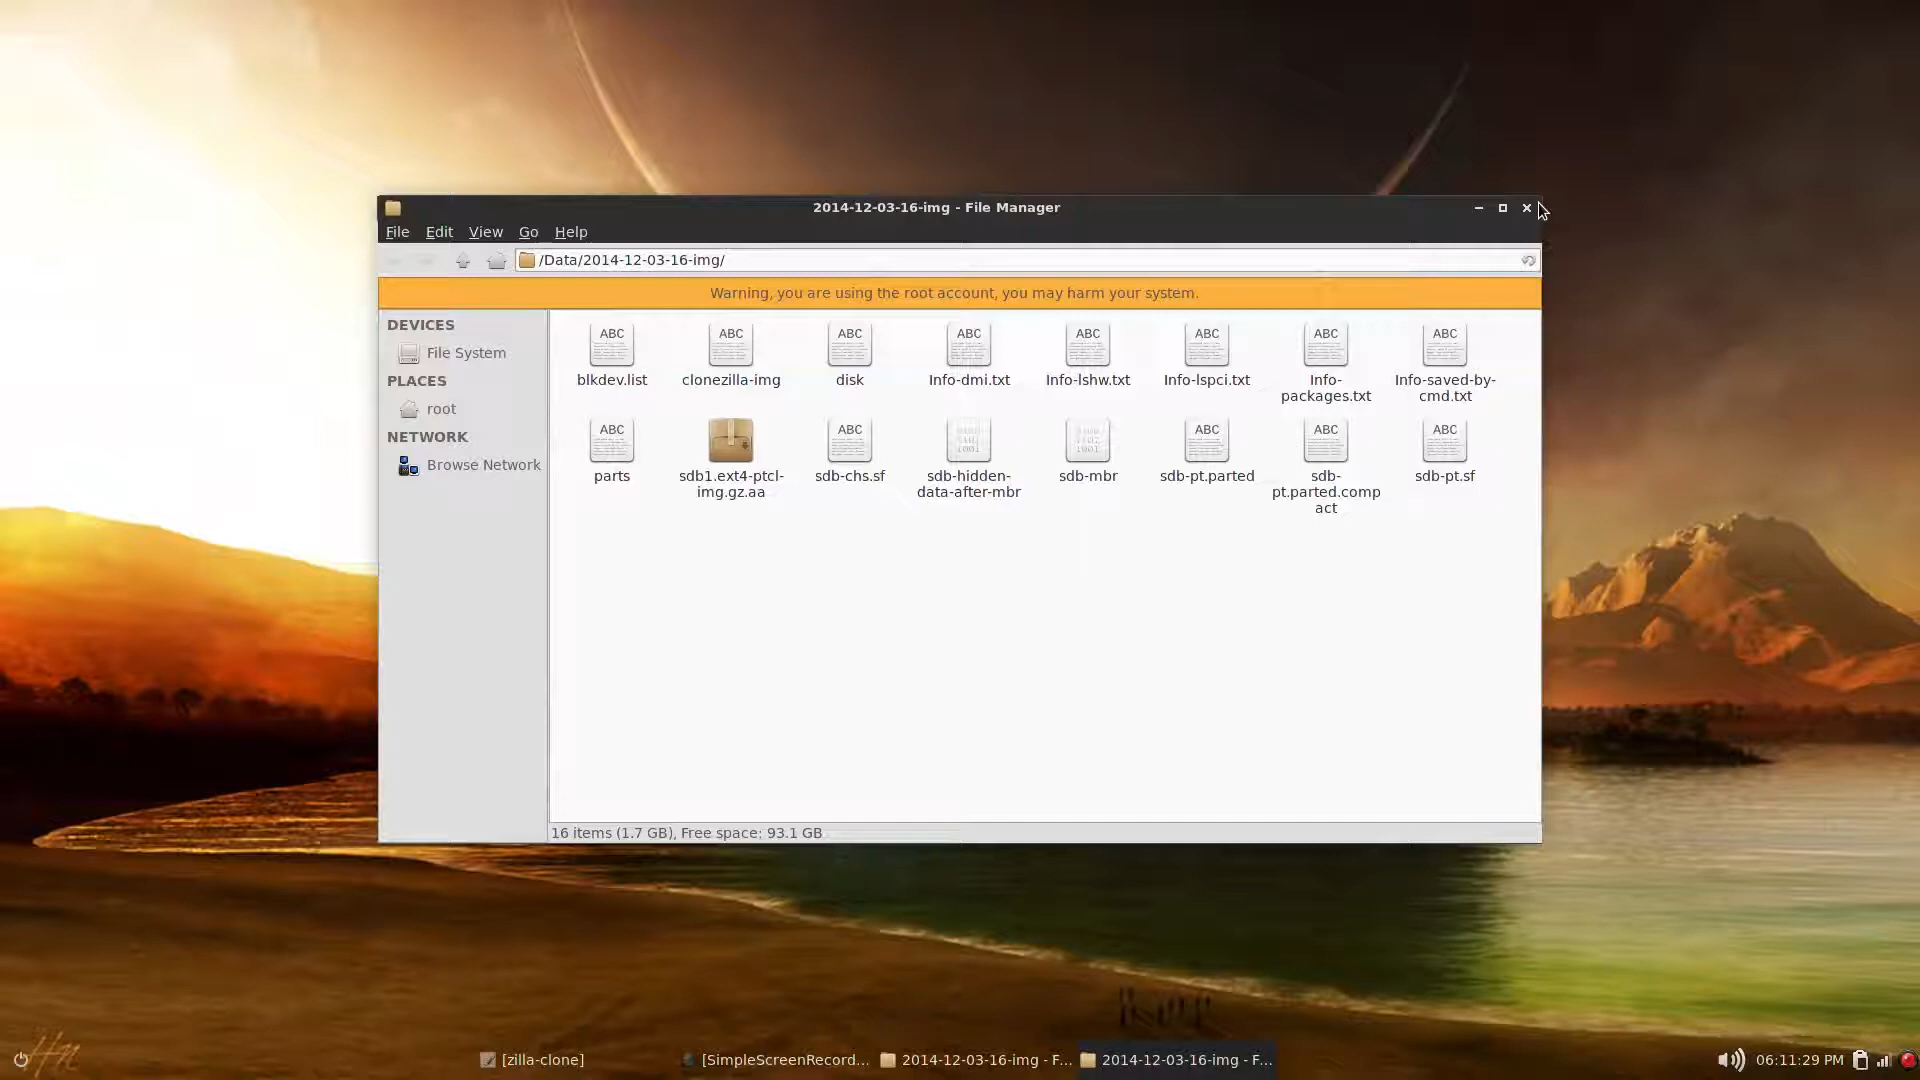 2014-12-03-16-img - File Manager
File Edit View Go Help
/Data/2014-12-03-16-img/
Warning, you are using the root account, you may harm your system.
DEVICES
File System
PLACES
root
NETWORK
Browse Network
ABC ABC ABC ABC ABC ABC ABC ABC
blkdev.list clonezilla-img disk Info-dmi.txt Info-lshw.txt Info-lspci.txt Info- Info-saved-by-
packages.txt cmd.txt
ABC ABC ABC ABC ABC
parts sdb1.ext4-ptcl- sdb-chs.sf sdb-hidden- sdb-mbr sdb-pt.parted sdb- sdb-pt.sf
img.gz.aa data-after-mbr pt.parted.comp
act
16 items (1.7 GB), Free space: 93.1 GB
[zilla-clone] [SimpleScreenRecord... 2014-12-03-16-img - F... 2014-12-03-16-img - F... 06:11:29 PM